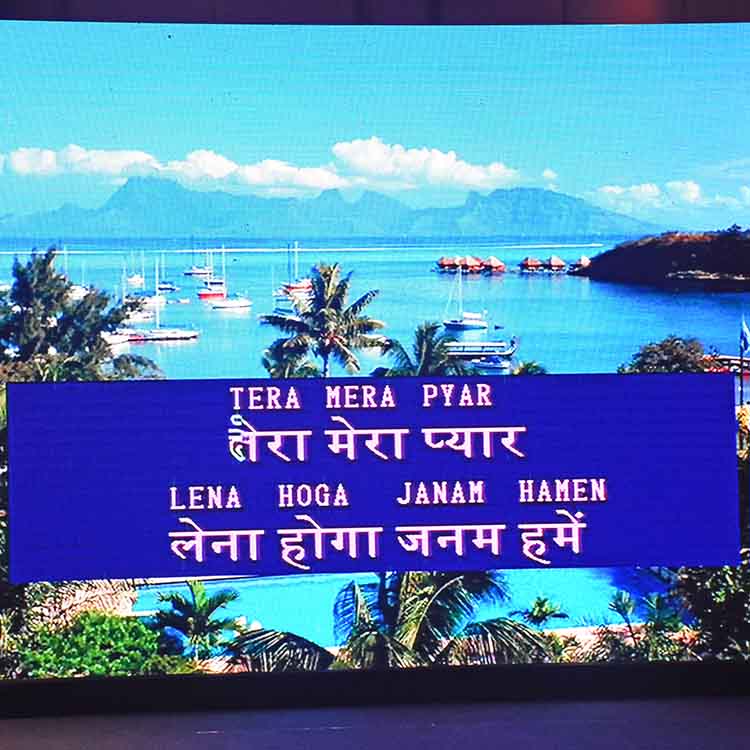 TERA MERA PYAR
तेरा मेरा प्यार
LENA HOGA JANAM HAMEN
लेना होगा जनम हमें